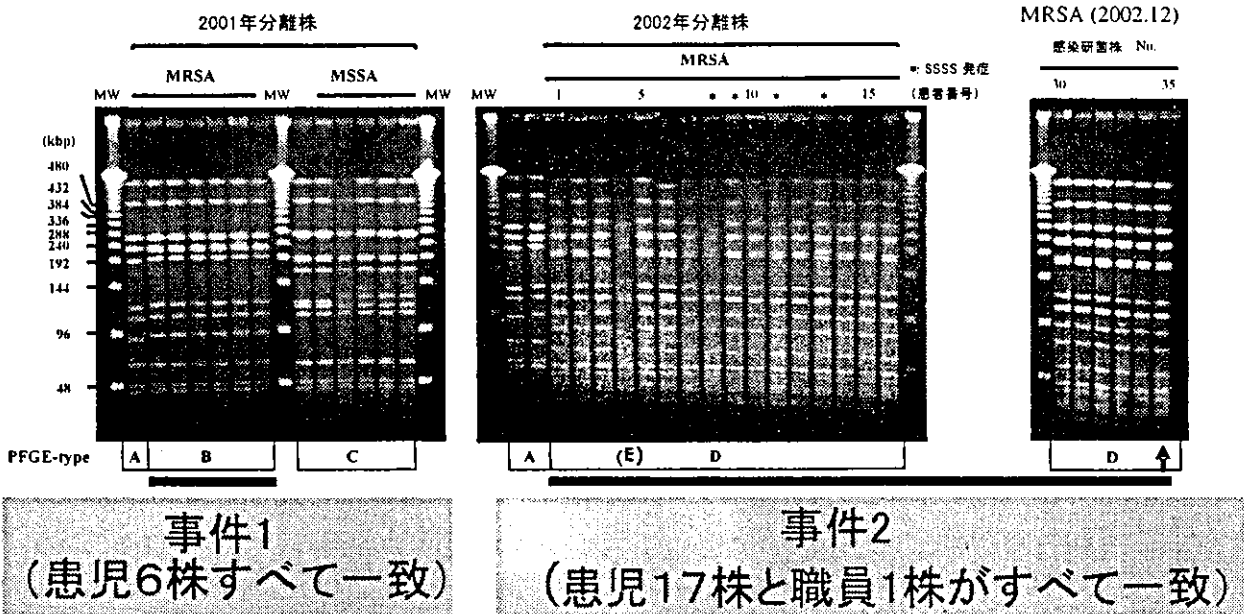 2001年分離株
MRSA
MSSA
MW
MW
MW
(kbp)
480
432
384
336
288
240
192
144
96
48
PFGE-type
A
B
C
2002年分離株
MRSA
MW
1
5
*
*
10
*
*
15
*: SSSS 発症
(患者番号)
A
(E)
D
MRSA (2002.12)
感染研菌株 No.
30
35
D
事件1
(患児6株すべて一致)
事件2
(患児17株と職員1株がすべて一致)